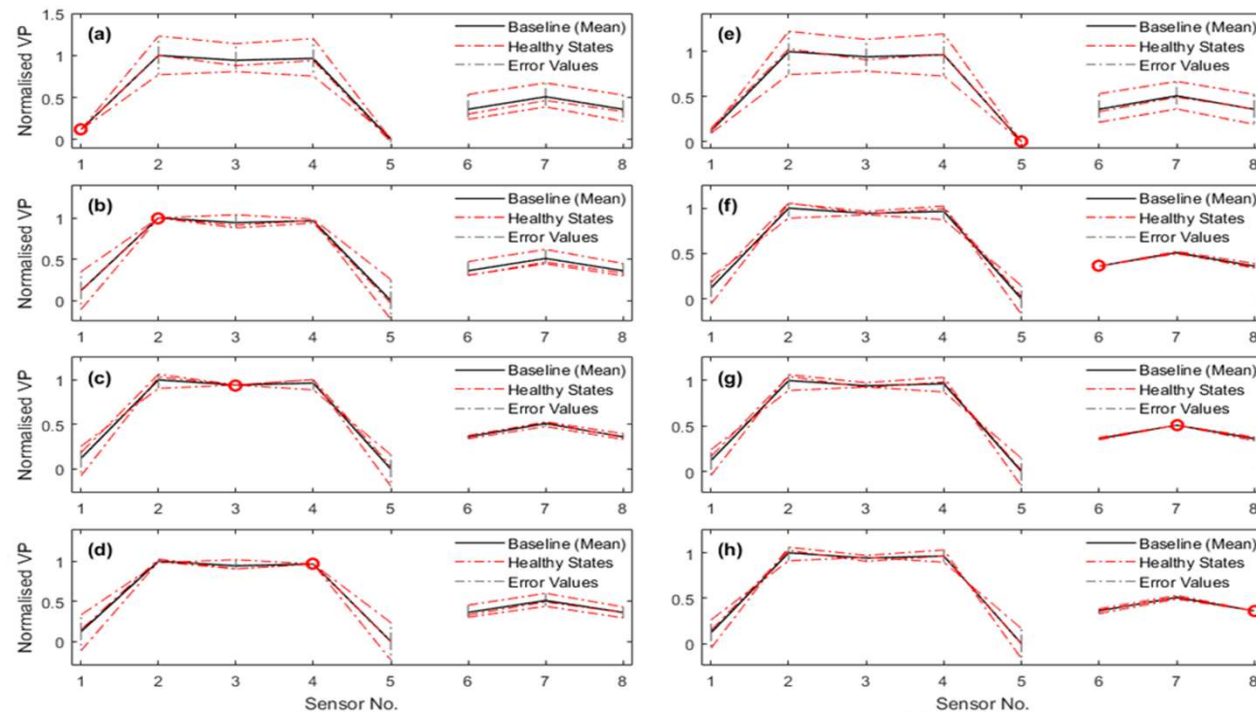 (a)
Normalised VP
1.5
1
0.5
0
Baseline (Mean)
Healthy States
Error Values
1 2 3 4 5 6 7 8
(b)
Normalised VP
1
0.5
0
Baseline (Mean)
Healthy States
Error Values
1 2 3 4 5 6 7 8
(c)
Normalised VP
1
0.5
0
Baseline (Mean)
Healthy States
Error Values
1 2 3 4 5 6 7 8
(d)
Normalised VP
1
0.5
0
Baseline (Mean)
Healthy States
Error Values
1 2 3 4 5 6 7 8
Sensor No.
(e)
1
0.5
0
Baseline (Mean)
Healthy States
Error Values
1 2 3 4 5 6 7 8
(f)
1
0.5
0
Baseline (Mean)
Healthy States
Error Values
1 2 3 4 5 6 7 8
(g)
1
0.5
0
Baseline (Mean)
Healthy States
Error Values
1 2 3 4 5 6 7 8
(h)
1
0.5
0
Baseline (Mean)
Healthy States
Error Values
1 2 3 4 5 6 7 8
Sensor No.